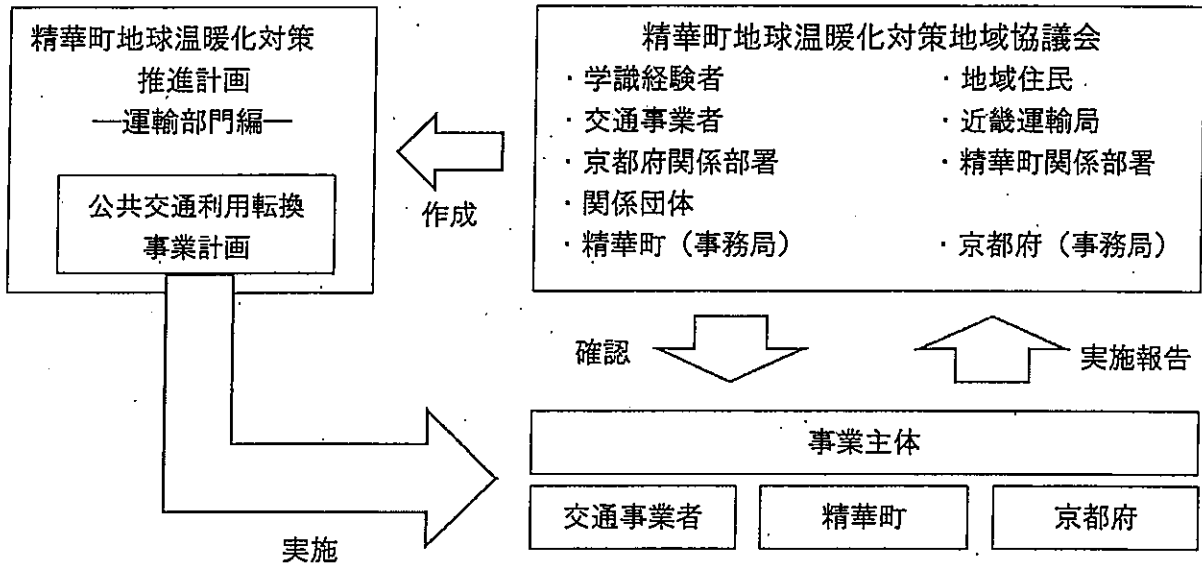 精華町地球温暖化対策
推進計画
―運輸部門編―
公共交通利用転換
事業計画
作成
精華町地球温暖化対策地域協議会
・学識経験者
・地域住民
・交通事業者
・近畿運輸局
・京都府関係部署
・精華町関係部署
・関係団体
・精華町（事務局）
・京都府（事務局）
確認
実施報告
事業主体
交通事業者
精華町
京都府
実施